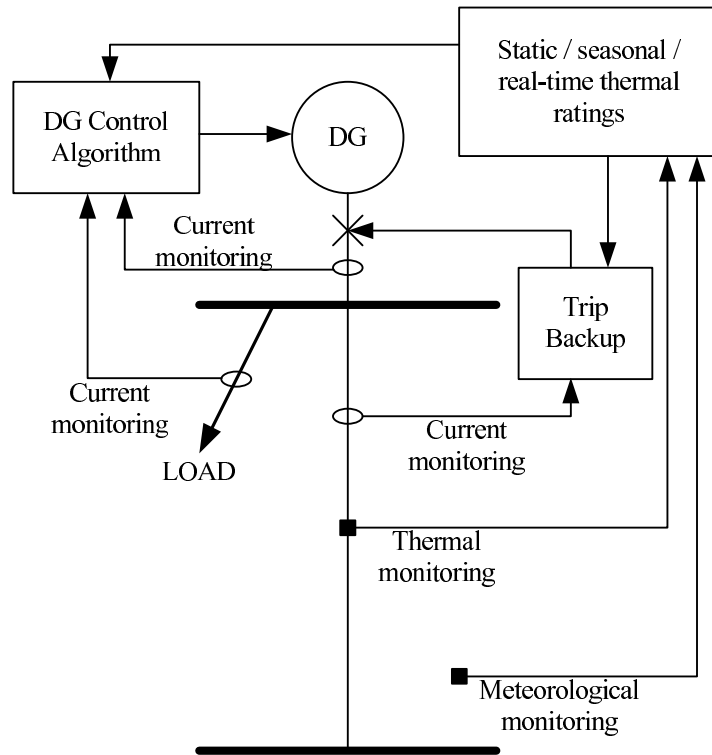 Static / seasonal /
real-time thermal
ratings
DG Control
Algorithm
DG
Current
monitoring
Trip
Backup
Current
monitoring
LOAD
Current
monitoring
Thermal
monitoring
Meteorological
monitoring